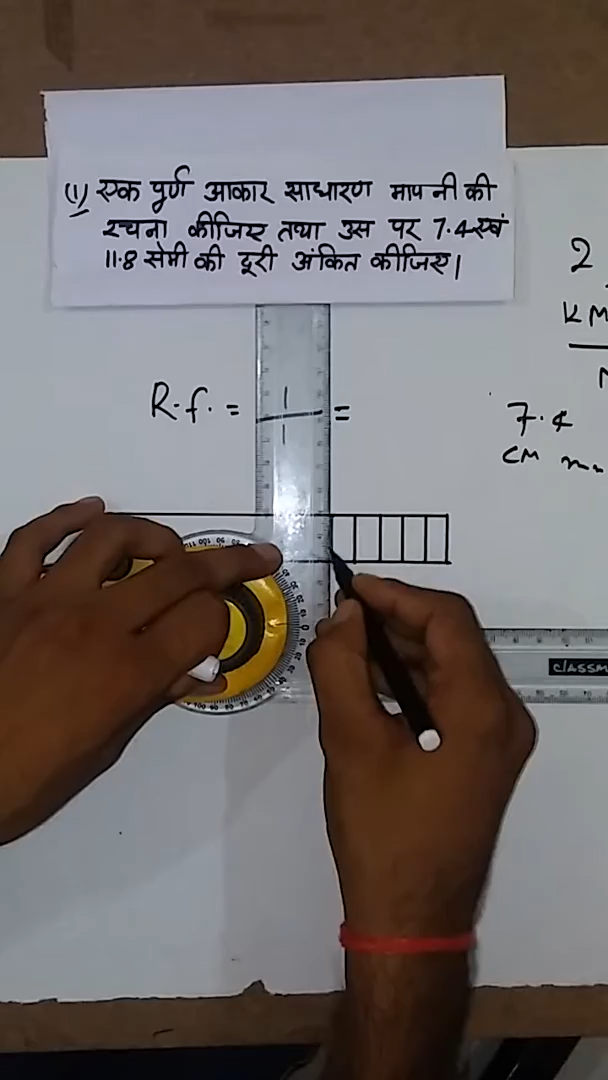 (1) एक पुर्ण आकार साधारण मापनी की
रचना कीजिए तथा उस पर 7.4 एवं
11.8 सेमी की दूरी अंकित कीजिए।
R.f. = 1/1 =
2
KM
7.4
CM mm
CLASSM